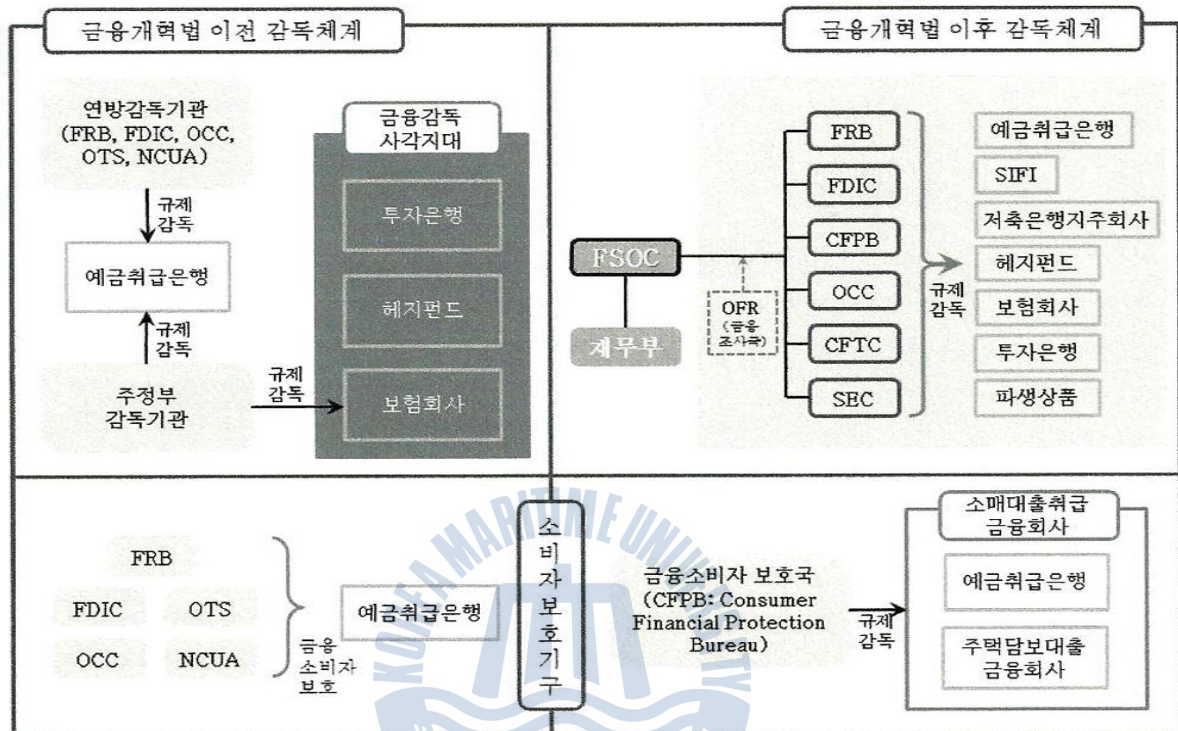 금융개혁법 이전 감독체계
연방감독기관
(FRB, FDIC, OCC,
OTS, NCUA)
규제
감독
예금취급은행
규제
감독
주정부
감독기관
규제
감독
금융감독
사각지대
투자은행
헤지펀드
보험회사
금융개혁법 이후 감독체계
FSOC
재무부
OFR
(금융
조사국)
FRB
FDIC
CFPB
OCC
CFTC
SEC
규제
감독
예금취급은행
SIFI
저축은행지주회사
헤지펀드
보험회사
투자은행
파생상품
FRB
FDIC
OTS
OCC
NCUA
금융
소비자
보호
예금취급은행
소
비
자
보
호
기
구
금융소비자 보호국
(CFPB: Consumer
Financial Protection
Bureau)
규제
감독
소매대출취급
금융회사
예금취급은행
주택담보대출
금융회사
KOREA MARITIME UNIVERSITY